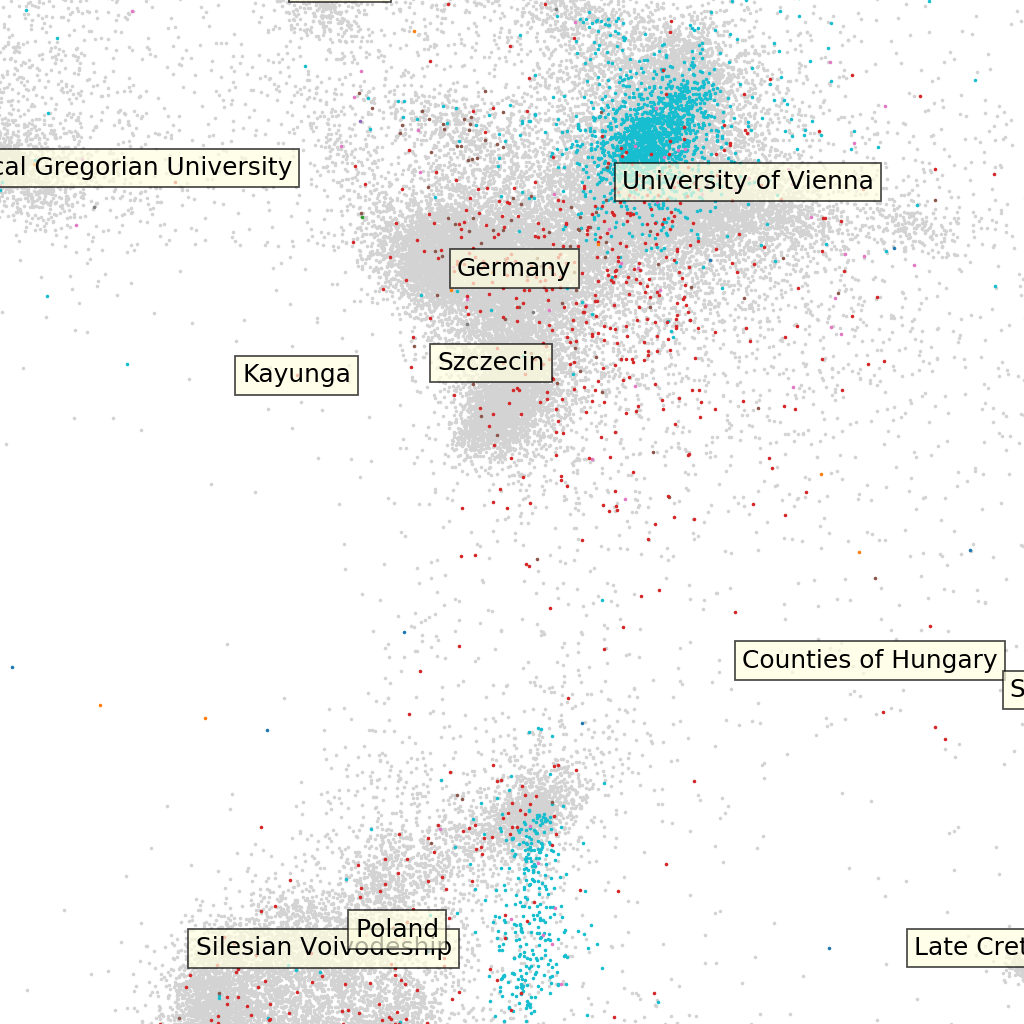 cal Gregorian University
University of Vienna
Germany
Szczecin
Kayunga
Counties of Hungary
S
Poland
Silesian Voivodeship
Late Cret